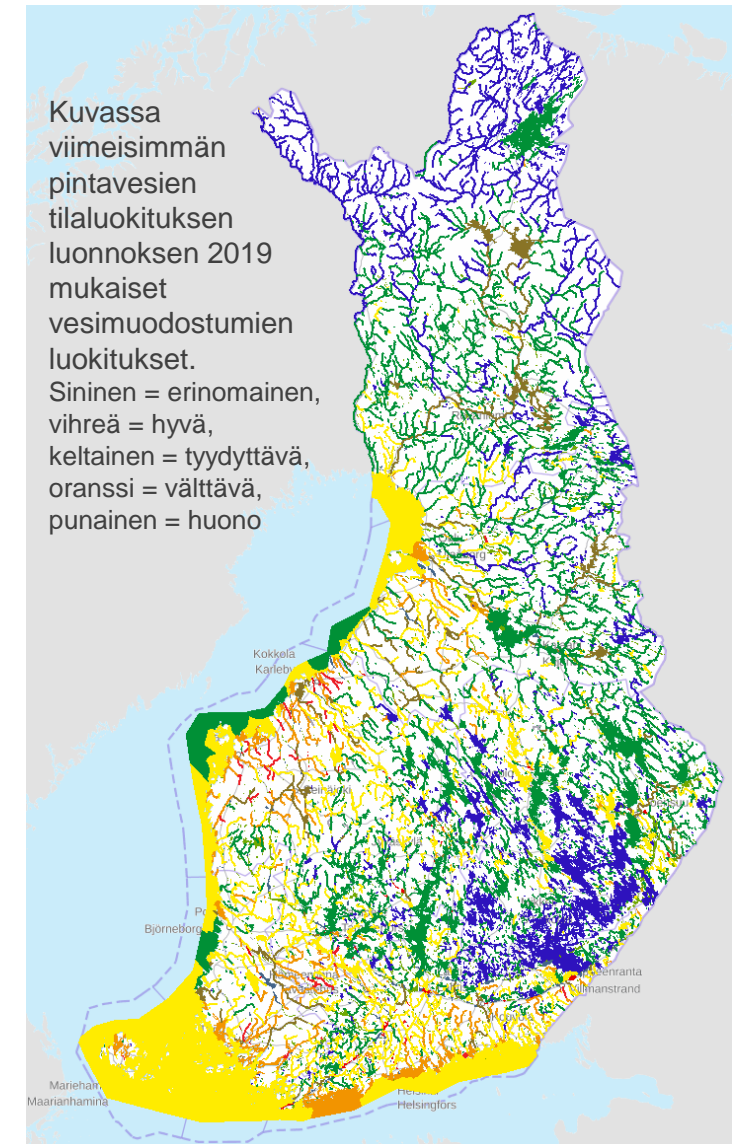 Kuvassa
viimeisimmän
pintavesien
tilaluokituksen
luonnoksen 2019
mukaiset
vesimuodostumien
luokitukset.
Sininen = erinomainen,
vihreä = hyvä,
keltainen = tyydyttävä,
oranssi = välttävä,
punainen = huono
Kokkola
Karleby
Björneborg
Villmanstrand
Mariehamn
Maarianhamina
Helsinki
Helsingfors